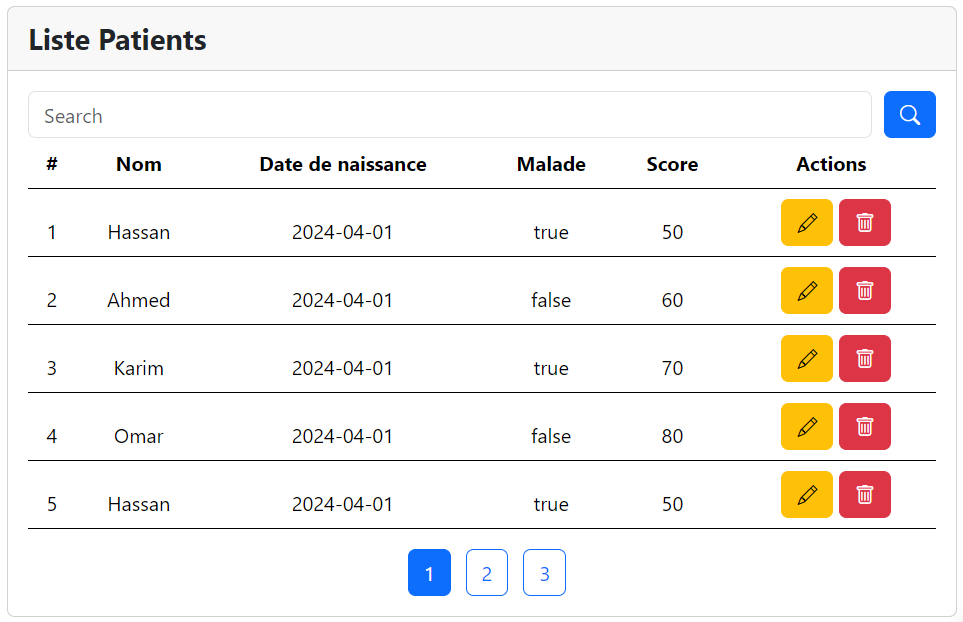 Liste Patients
Search
# Nom Date de naissance Malade Score Actions
1 Hassan 2024-04-01 true 50
2 Ahmed 2024-04-01 false 60
3 Karim 2024-04-01 true 70
4 Omar 2024-04-01 false 80
5 Hassan 2024-04-01 true 50
1 2 3